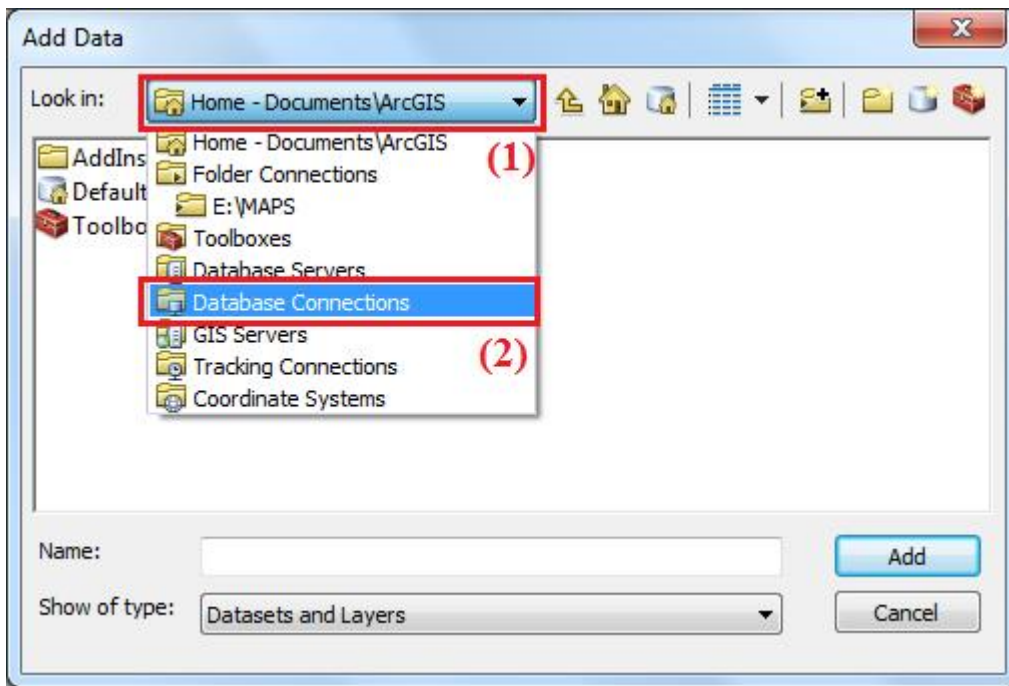 Add Data
Look in:
Home - Documents\ArcGIS
Home - Documents\ArcGIS
(1)
AddIns
Folder Connections
Default
E:\MAPS
Toolbo
Toolboxes
Database Servers
Database Connections
GIS Servers
(2)
Tracking Connections
Coordinate Systems
Name:
Add
Show of type:
Datasets and Layers
Cancel